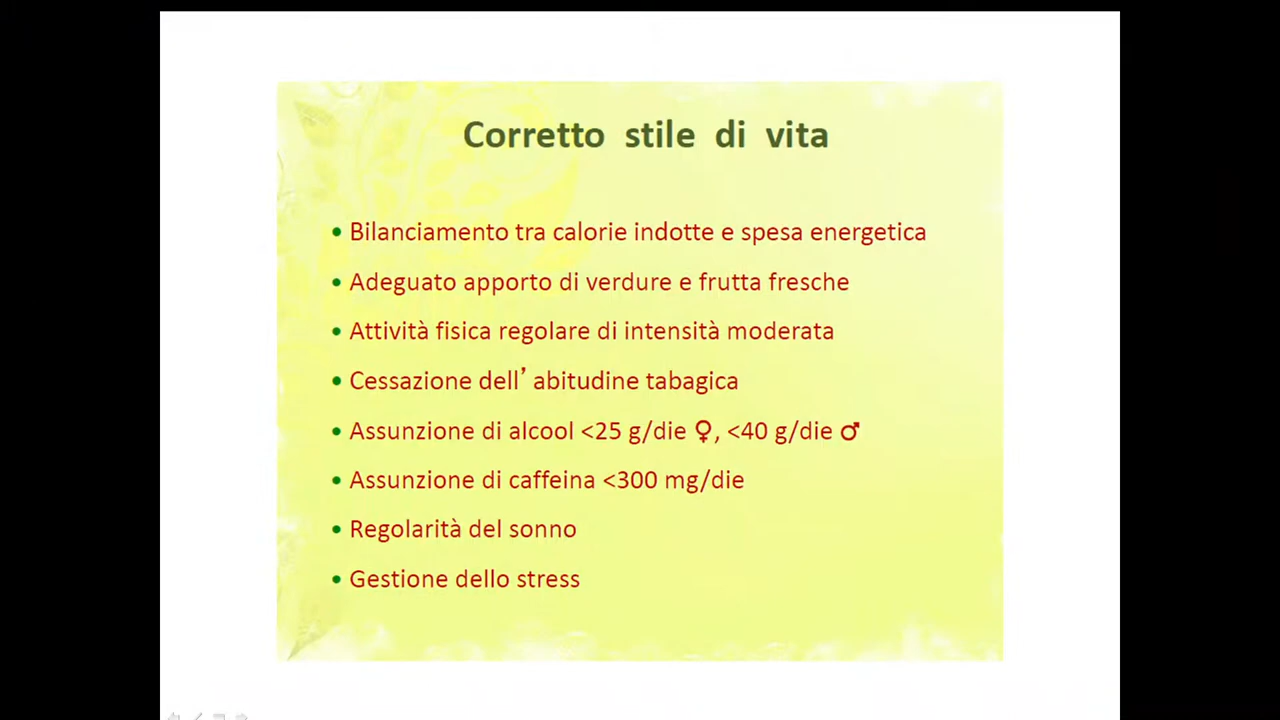 Corretto stile di vita
• Bilanciamento tra calorie indotte e spesa energetica
• Adeguato apporto di verdure e frutta fresche
• Attività fisica regolare di intensità moderata
• Cessazione dell’ abitudine tabagica
• Assunzione di alcool <25 g/die ♀, <40 g/die ♂
• Assunzione di caffeina <300 mg/die
• Regolarità del sonno
• Gestione dello stress